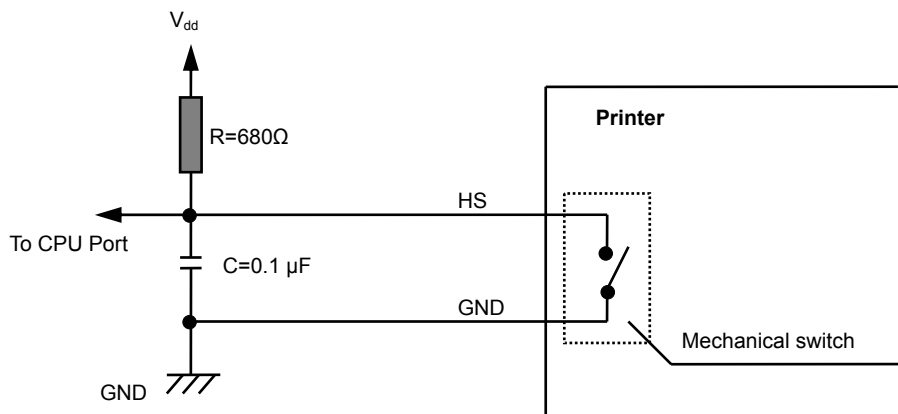 Vdd
Printer
R=680Ω
HS
To CPU Port
C=0.1 µF
GND
Mechanical switch
GND